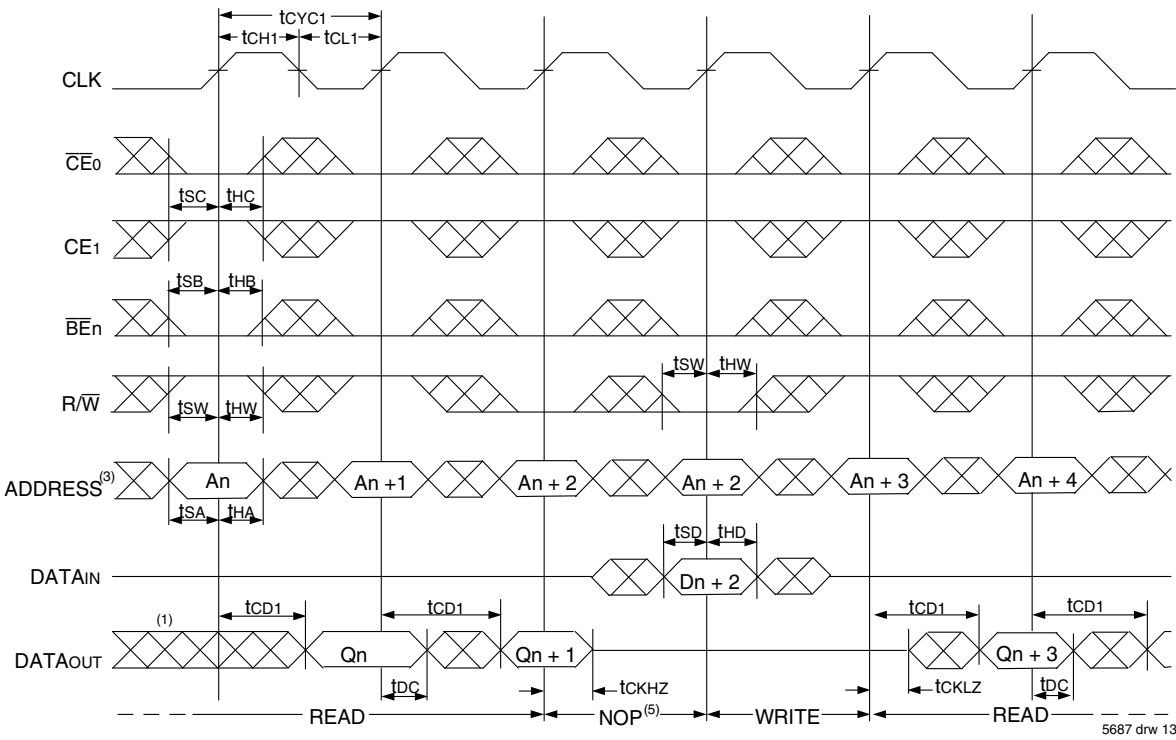 tCYC1
tCH1 tCL1
CLK
CE0
tSC tHC
CE1
tSB tHB
BEn
tSW tHW
R/W
tSW tHW
ADDRESS(3) An An +1 An + 2 An + 2 An + 3 An + 4
tSA tHA
tSD tHD
DATAIN Dn + 2
(1) tCD1 tCD1 tCD1 tCD1
DATAOUT Qn Qn + 1 Qn + 3
tDC tCKHZ tCKLZ tDC
READ NOP(5) WRITE READ
5687 drw 13